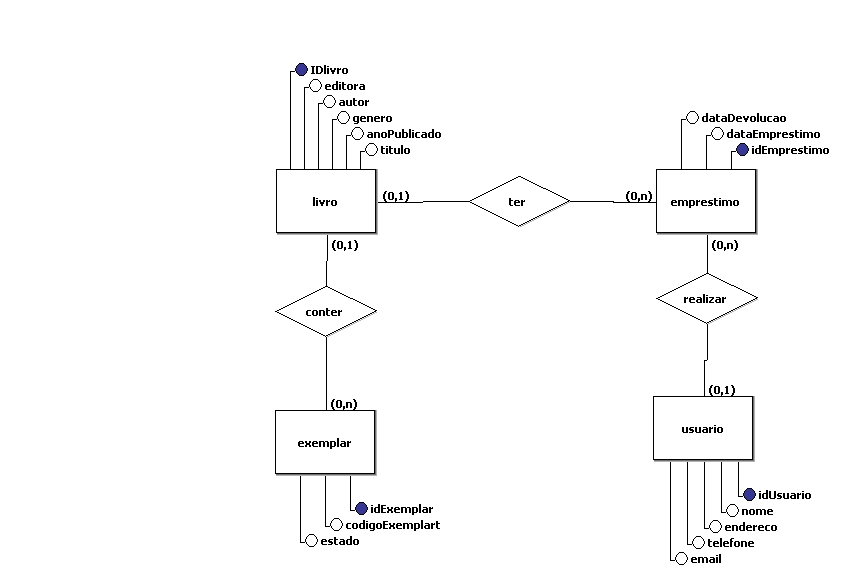 IDlivro
editora
autor
genero
anoPublicado
titulo
dataDevolucao
dataEmprestimo
idEmprestimo
livro
(0,1)
ter
(0,n)
emprestimo
(0,1)
(0,n)
conter
realizar
(0,n)
(0,1)
exemplar
usuario
idExemplar
codigoExemplart
estado
idUsuario
nome
endereco
telefone
email